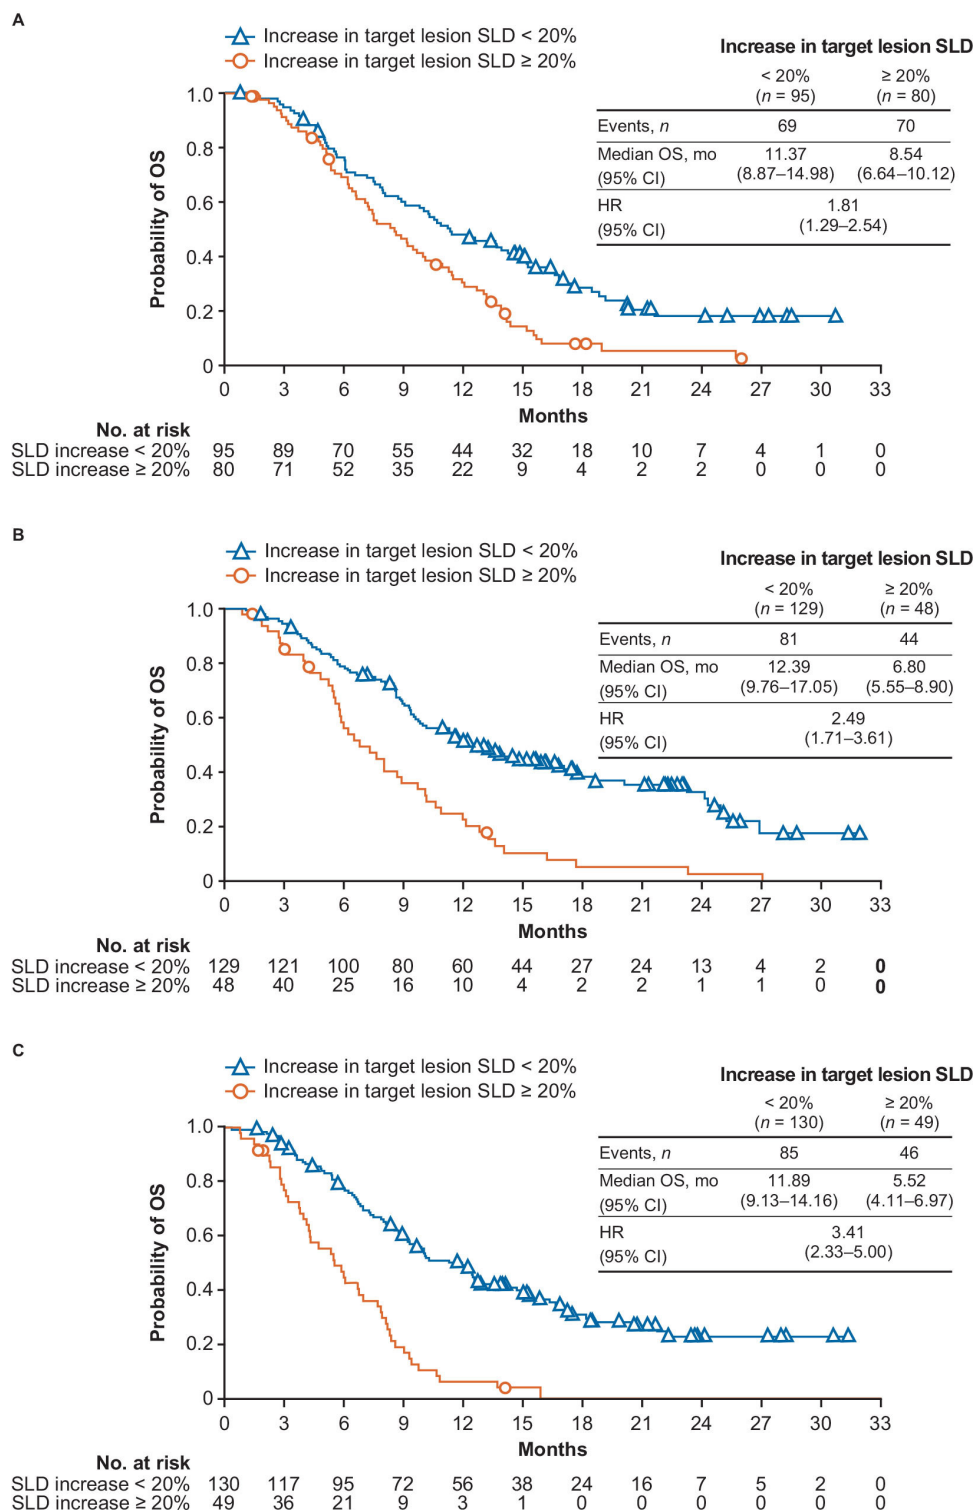 A
Increase in target lesion SLD < 20%
Increase in target lesion SLD ≥ 20%
Increase in target lesion SLD
< 20% ≥ 20%
(n = 95) (n = 80)
Events, n 69 70
Median OS, mo 11.37 8.54
(95% CI) (8.87–14.98) (6.64–10.12)
HR 1.81
(95% CI) (1.29–2.54)
Probability of OS
1.0
0.8
0.6
0.4
0.2
0
0 3 6 9 12 15 18 21 24 27 30 33
Months
No. at risk
SLD increase < 20% 95 89 70 55 44 32 18 10 7 4 1 0
SLD increase ≥ 20% 80 71 52 35 22 9 4 2 2 0 0 0
B
Increase in target lesion SLD < 20%
Increase in target lesion SLD ≥ 20%
Increase in target lesion SLD
< 20% ≥ 20%
(n = 129) (n = 48)
Events, n 81 44
Median OS, mo 12.39 6.80
(95% CI) (9.76–17.05) (5.55–8.90)
HR 2.49
(95% CI) (1.71–3.61)
Probability of OS
1.0
0.8
0.6
0.4
0.2
0
0 3 6 9 12 15 18 21 24 27 30 33
Months
No. at risk
SLD increase < 20% 129 121 100 80 60 44 27 24 13 4 2 0
SLD increase ≥ 20% 48 40 25 16 10 4 2 2 1 1 0 0
C
Increase in target lesion SLD < 20%
Increase in target lesion SLD ≥ 20%
Increase in target lesion SLD
< 20% ≥ 20%
(n = 130) (n = 49)
Events, n 85 46
Median OS, mo 11.89 5.52
(95% CI) (9.13–14.16) (4.11–6.97)
HR 3.41
(95% CI) (2.33–5.00)
Probability of OS
1.0
0.8
0.6
0.4
0.2
0
0 3 6 9 12 15 18 21 24 27 30 33
Months
No. at risk
SLD increase < 20% 130 117 95 72 56 38 24 16 7 5 2 0
SLD increase ≥ 20% 49 36 21 9 3 1 0 0 0 0 0 0